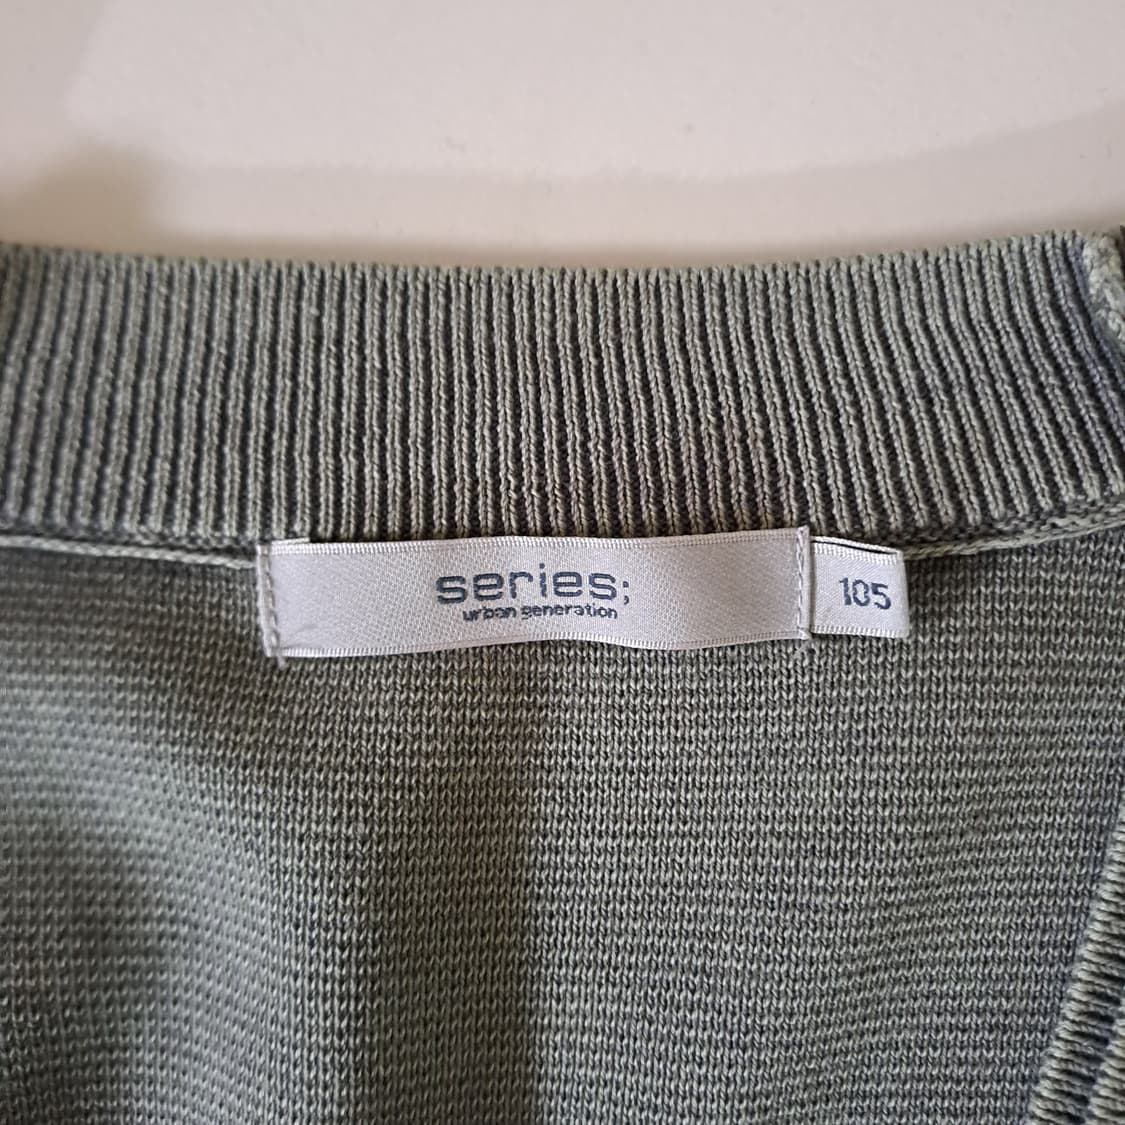 series;
urban generation
105